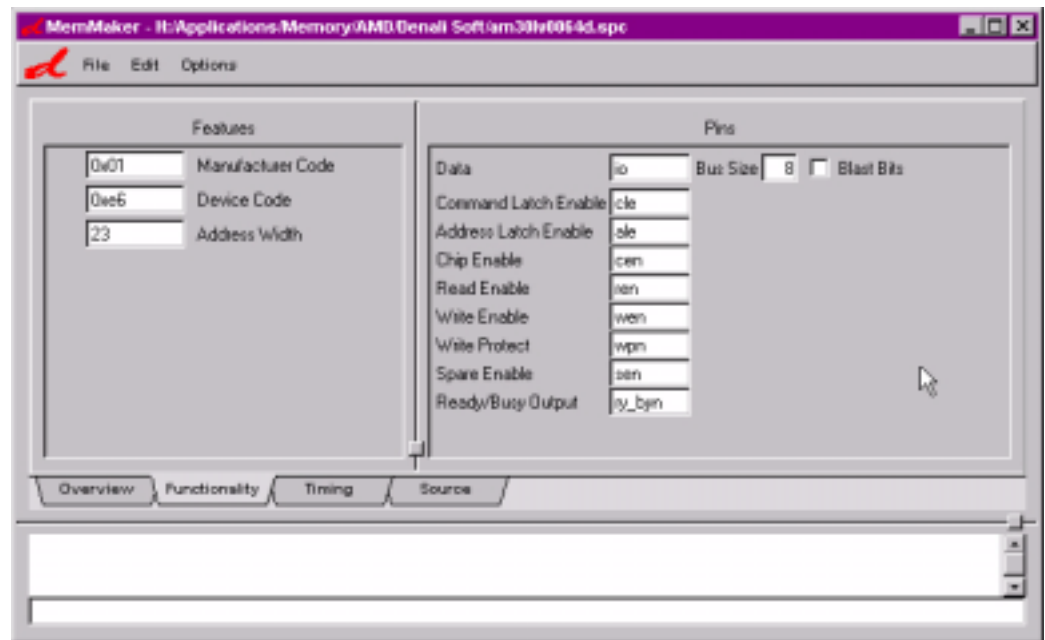 MemMaker - H:/Applications/Memory/AMD/Denali Soft/am30lv0064d.spc
File Edit Options
Features
0x01 Manufacturer Code
0xe6 Device Code
23 Address Width
Pins
Data io Bus Size 8 Blast Bits
Command Latch Enable cle
Address Latch Enable ale
Chip Enable cen
Read Enable ren
Write Enable wen
Write Protect wpn
Spare Enable sen
Ready/Busy Output ry_byn
Overview Functionality Timing Source